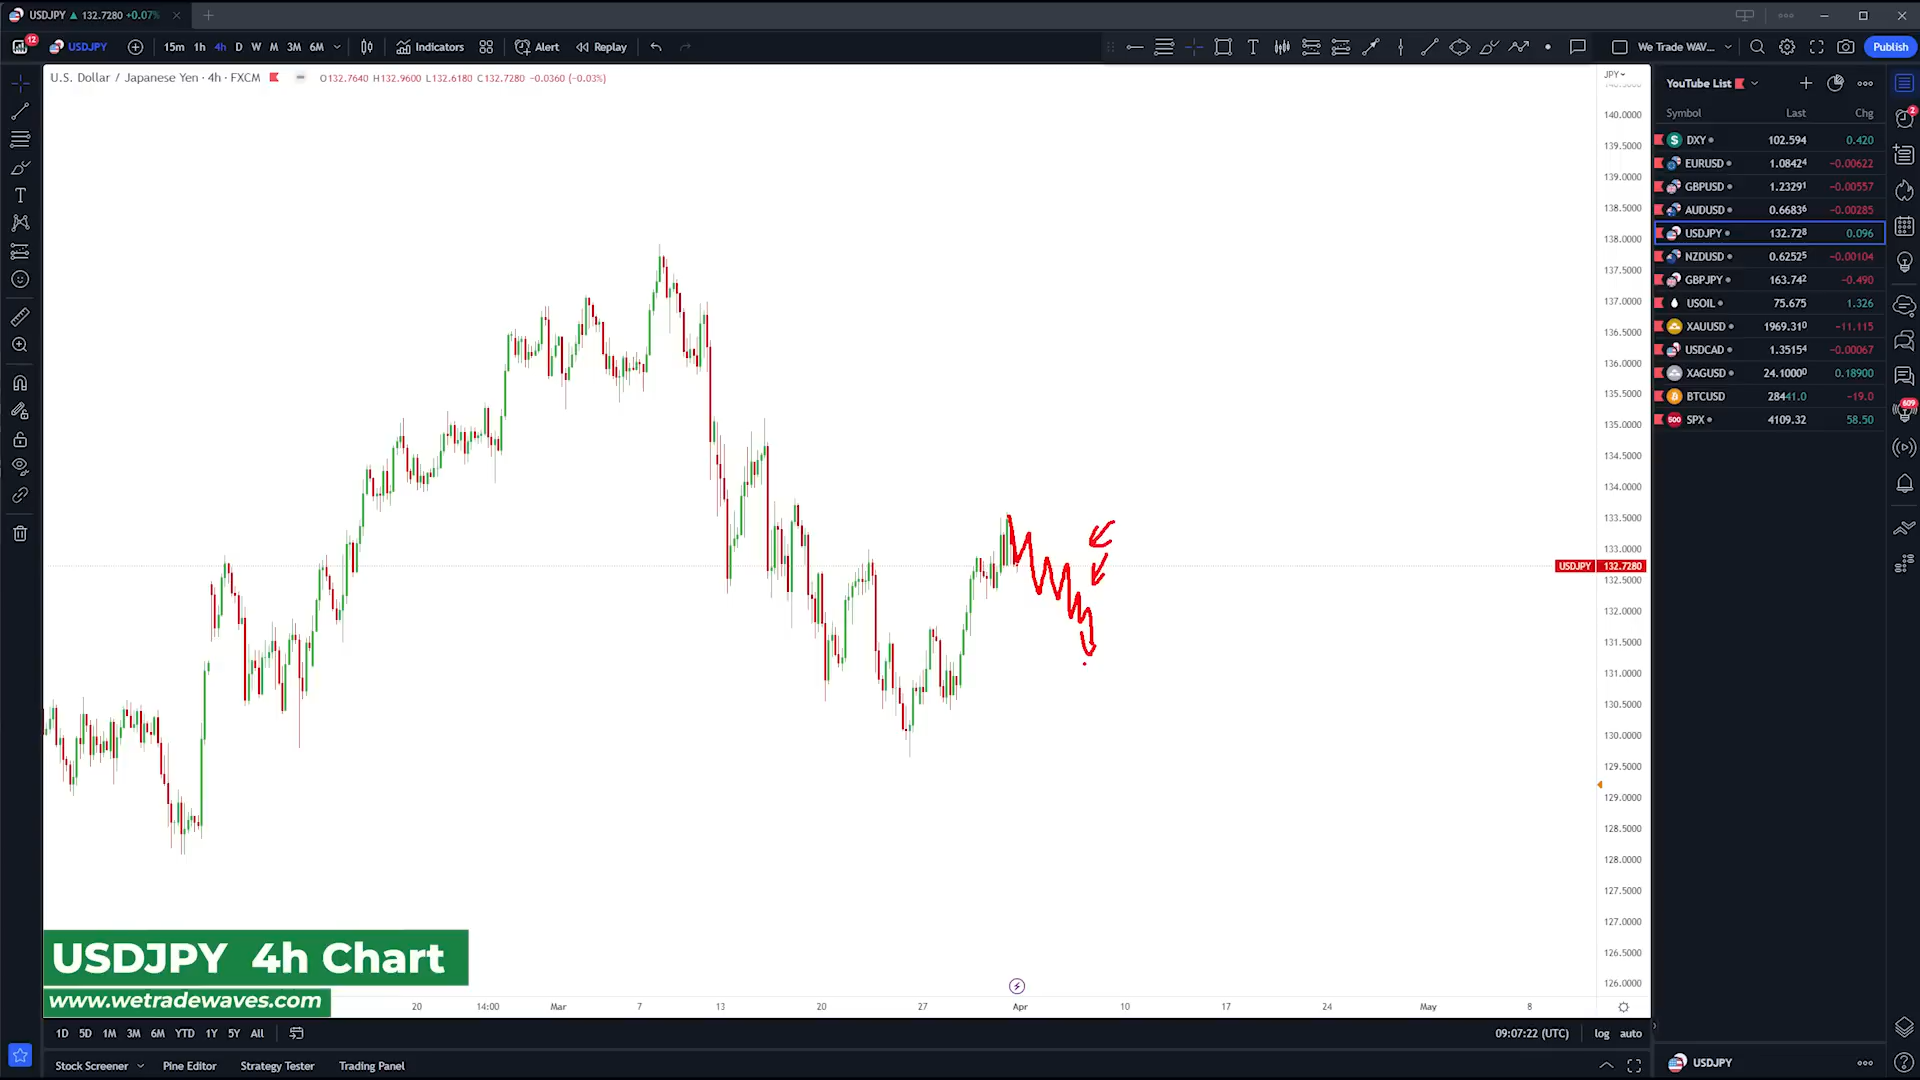 USDJPY ▲ 132.7280 +0.07%
12
USDJPY 15m 1h 4h D W M 3M 6M Indicators Alert Replay We Trade WAV... Publish
U.S. Dollar / Japanese Yen · 4h · FXCM O132.7640 H132.9600 L132.6180 C132.7280 −0.0360 (−0.03%)
JPY
140.0000
139.5000
139.0000
138.5000
138.0000
137.5000
137.0000
136.5000
136.0000
135.5000
135.0000
134.5000
134.0000
133.5000
133.0000
USDJPY 132.7280
132.5000
132.0000
131.5000
131.0000
130.5000
130.0000
129.5000
129.0000
128.5000
128.0000
127.5000
127.0000
126.5000
126.0000
YouTube List
Symbol Last Chg
DXY 102.594 0.420
EURUSD 1.08424 −0.00622
GBPUSD 1.23291 −0.00557
AUDUSD 0.66836 −0.00285
USDJPY 132.728 0.096
NZDUSD 0.62525 −0.00104
GBPJPY 163.742 −0.490
USOIL 75.675 1.326
XAUUSD 1969.310 −11.115
USDCAD 1.35154 −0.00067
XAGUSD 24.1000 0.18900
BTCUSD 28441.0 −19.0
500 SPX 4109.32 58.50
2
609
USDJPY 4h Chart
www.wetradewaves.com
20 14:00 Mar 7 13 20 27 Apr 10 17 24 May 8
1D 5D 1M 3M 6M YTD 1Y 5Y All 09:07:22 (UTC) log auto
Stock Screener Pine Editor Strategy Tester Trading Panel
USDJPY